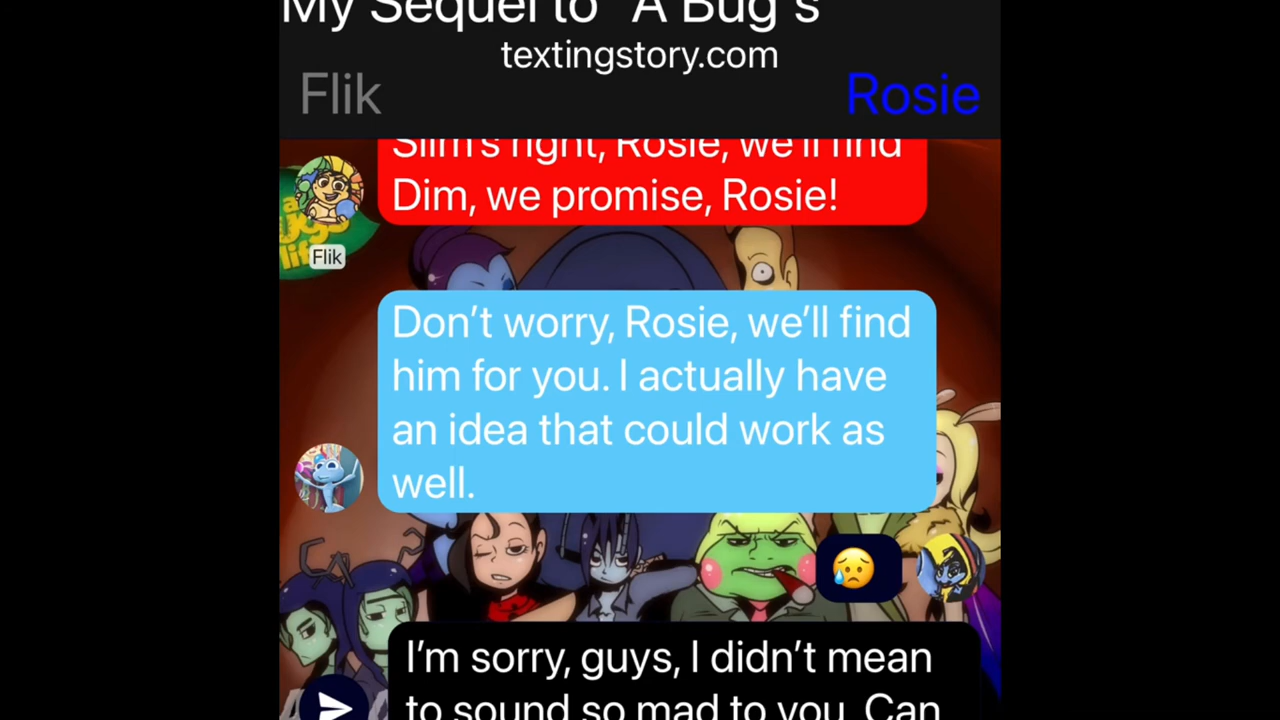 My Sequel to "A Bug's
textingstory.com
Flik Rosie
Slim's right, Rosie, we'll find
Dim, we promise, Rosie!
a
bug's
life
Flik
Don't worry, Rosie, we'll find
him for you. I actually have
an idea that could work as
well.
I'm sorry, guys, I didn't mean
to sound so mad to you. Can